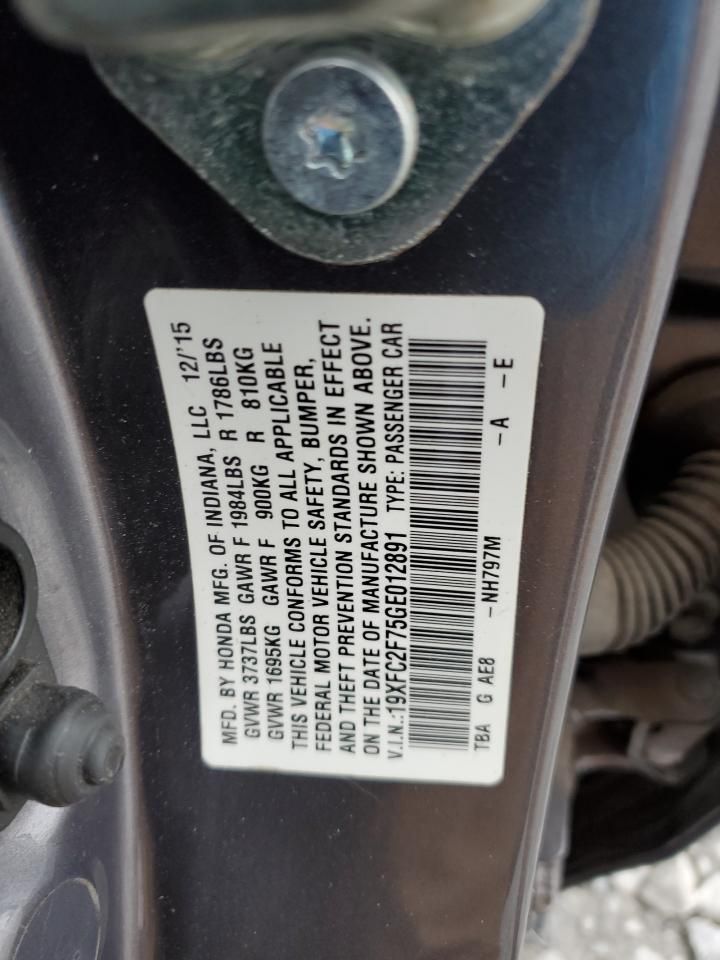 MFD. BY HONDA MFG. OF INDIANA, LLC 12/'15
GVWR 3737LBS GAWR F 1984LBS R 1786LBS
GVWR 1695KG GAWR F 900KG R 810KG
THIS VEHICLE CONFORMS TO ALL APPLICABLE
FEDERAL MOTOR VEHICLE SAFETY, BUMPER,
AND THEFT PREVENTION STANDARDS IN EFFECT
ON THE DATE OF MANUFACTURE SHOWN ABOVE.
V.I.N.:19XFC2F75GE012891 TYPE: PASSENGER CAR
TBA G AE8 -NH797M -A -E